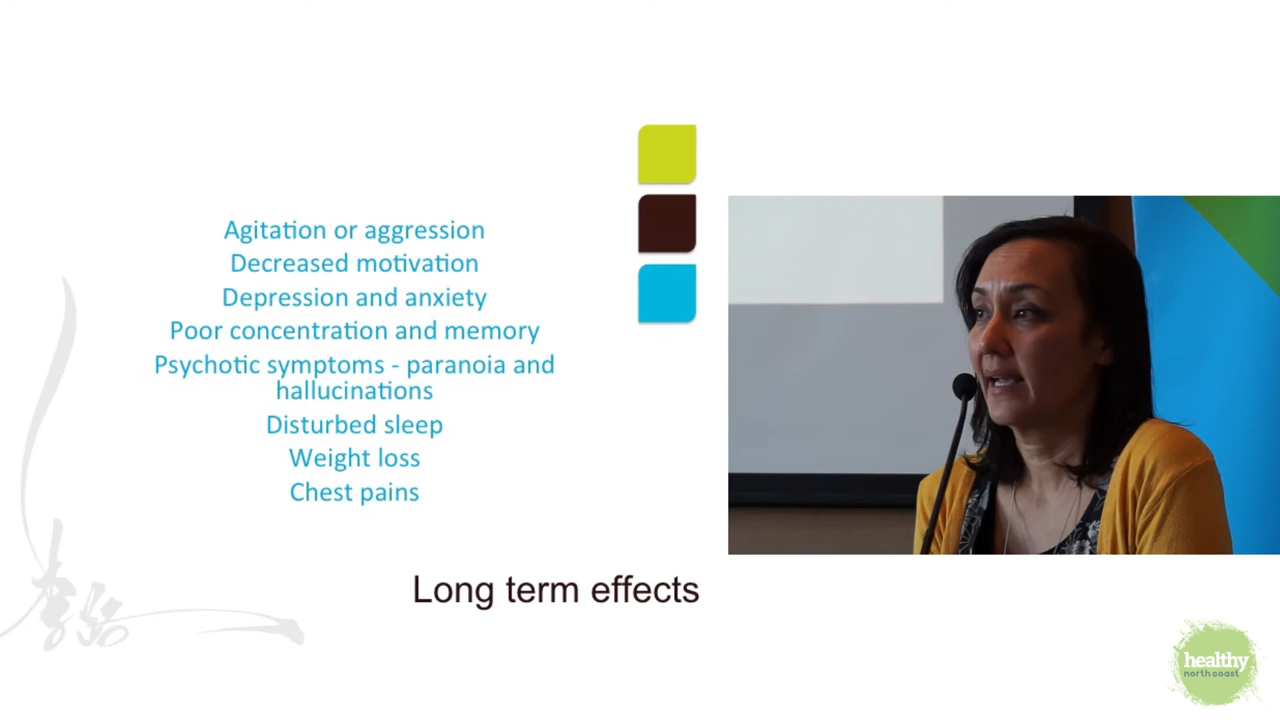 Agitation or aggression
Decreased motivation
Depression and anxiety
Poor concentration and memory
Psychotic symptoms - paranoia and
hallucinations
Disturbed sleep
Weight loss
Chest pains
Long term effects
healthy
north coast